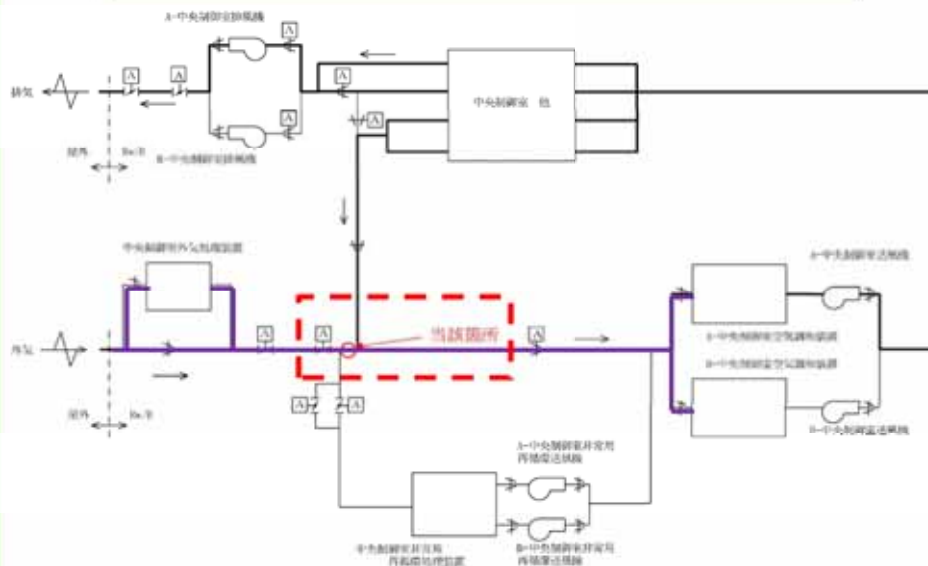 A-中央制御室排風機
A
A
A
A
排気
中央制御室 他
A
A
B-中央制御室排風機
屋外
Rw/B
中央制御室外気処理装置
A-中央制御室送風機
当該箇所
A
A
A
外気
A-中央制御室空気調和装置
B-中央制御室空気調和装置
A
A
屋外
Rw/B
B-中央制御室送風機
A-中央制御室非常用
再循環送風機
中央制御室非常用
再循環処理装置
B-中央制御室非常用
再循環送風機